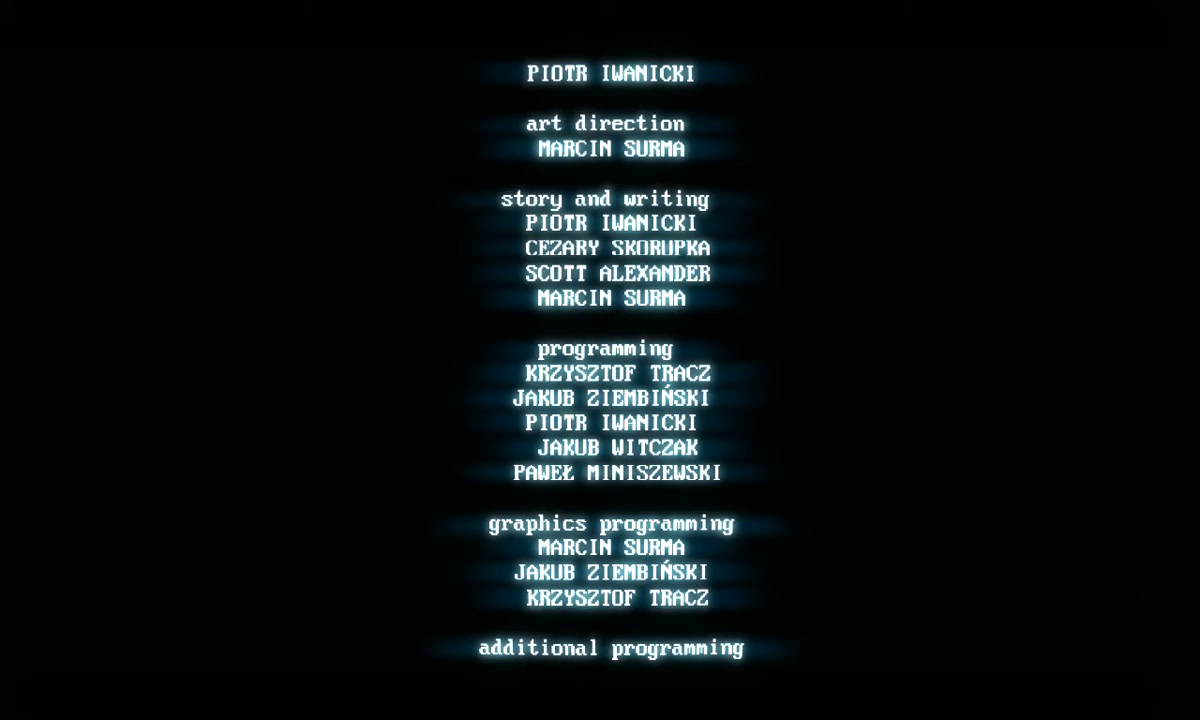 PIOTR IWANICKI
art direction
MARCIN SURMA
story and writing
PIOTR IWANICKI
CEZARY SKORUPKA
SCOTT ALEXANDER
MARCIN SURMA
programming
KRZYSZTOF TRACZ
JAKUB ZIEMBIŃSKI
PIOTR IWANICKI
JAKUB WITCZAK
PAWEŁ MINISZEWSKI
graphics programming
MARCIN SURMA
JAKUB ZIEMBIŃSKI
KRZYSZTOF TRACZ
additional programming